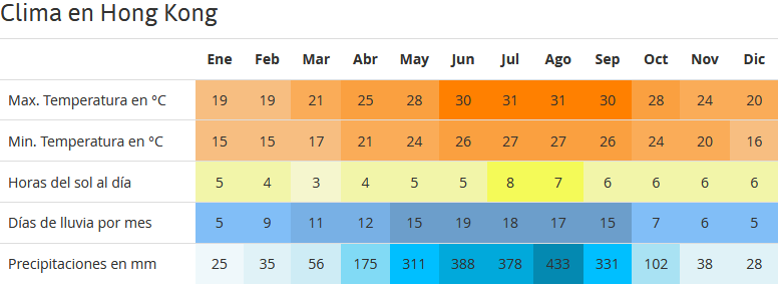 Clima en Hong Kong
Ene Feb Mar Abr May Jun Jul Ago Sep Oct Nov Dic
Max. Temperatura en ºC 19 19 21 25 28 30 31 31 30 28 24 20
Min. Temperatura en ºC 15 15 17 21 24 26 27 27 26 24 20 16
Horas del sol al día 5 4 3 4 5 5 8 7 6 6 6 6
Días de lluvia por mes 5 9 11 12 15 19 18 17 15 7 6 5
Precipitaciones en mm 25 35 56 175 311 388 378 433 331 102 38 28